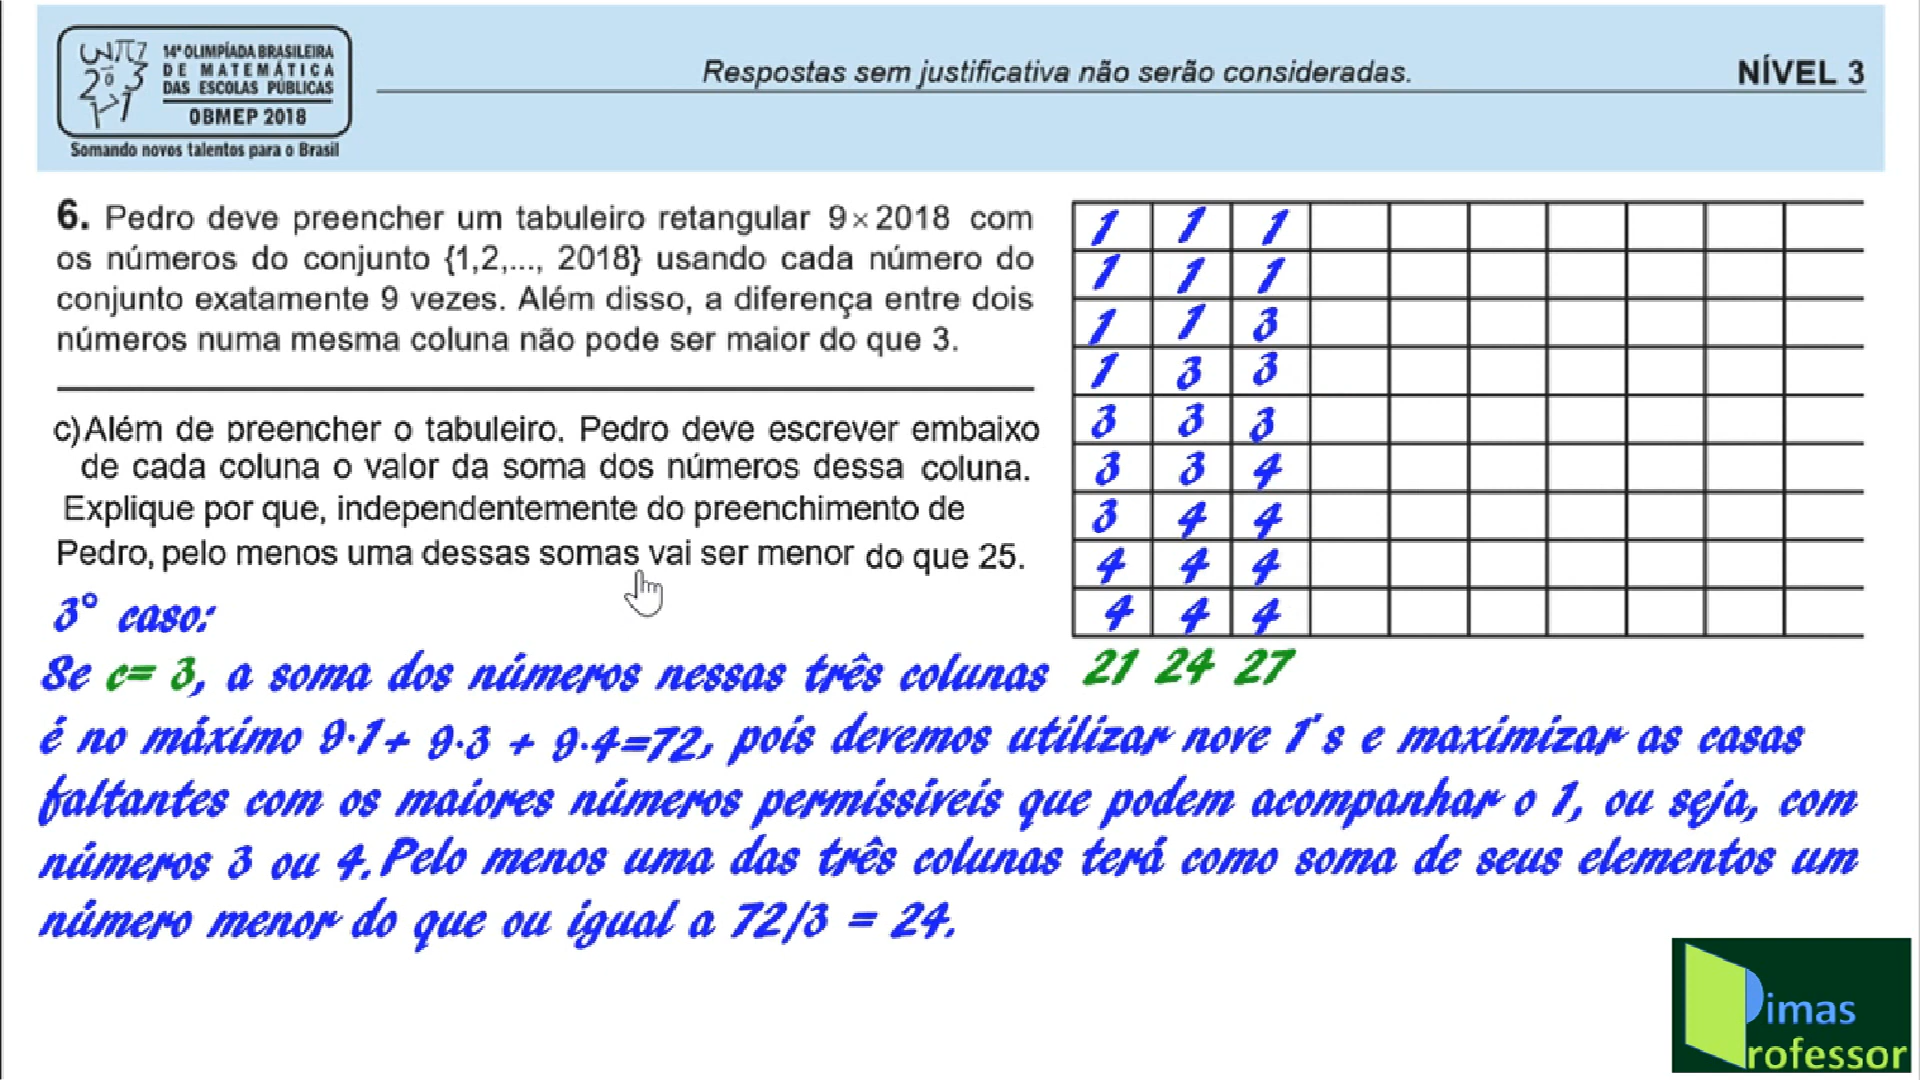 14ª OLIMPÍADA BRASILEIRA
DE MATEMÁTICA
DAS ESCOLAS PÚBLICAS
OBMEP 2018
Somando novos talentos para o Brasil
Respostas sem justificativa não serão consideradas.
NÍVEL 3
6. Pedro deve preencher um tabuleiro retangular 9×2018 com
os números do conjunto {1,2,..., 2018} usando cada número do
conjunto exatamente 9 vezes. Além disso, a diferença entre dois
números numa mesma coluna não pode ser maior do que 3.
c)Além de preencher o tabuleiro. Pedro deve escrever embaixo
de cada coluna o valor da soma dos números dessa coluna.
Explique por que, independentemente do preenchimento de
Pedro, pelo menos uma dessas somas vai ser menor do que 25.
1 1 1
1 1 1
1 1 3
1 3 3
3 3 3
3 3 4
3 4 4
4 4 4
4 4 4
21 24 27
3° caso:
Se c= 3, a soma dos números nessas três colunas
é no máximo 9·1+ 9·3 + 9·4=72, pois devemos utilizar nove 1's e maximizar as casas
faltantes com os maiores números permissíveis que podem acompanhar o 1, ou seja, com
números 3 ou 4. Pelo menos uma das três colunas terá como soma de seus elementos um
número menor do que ou igual a 72/3 = 24.
Dimas
Professor